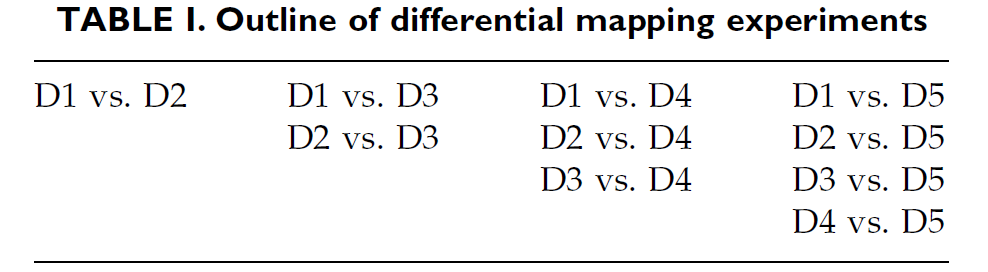 TABLE I. Outline of differential mapping experiments
D1 vs. D2 D1 vs. D3 D1 vs. D4 D1 vs. D5
D2 vs. D3 D2 vs. D4 D2 vs. D5
D3 vs. D4 D3 vs. D5
D4 vs. D5